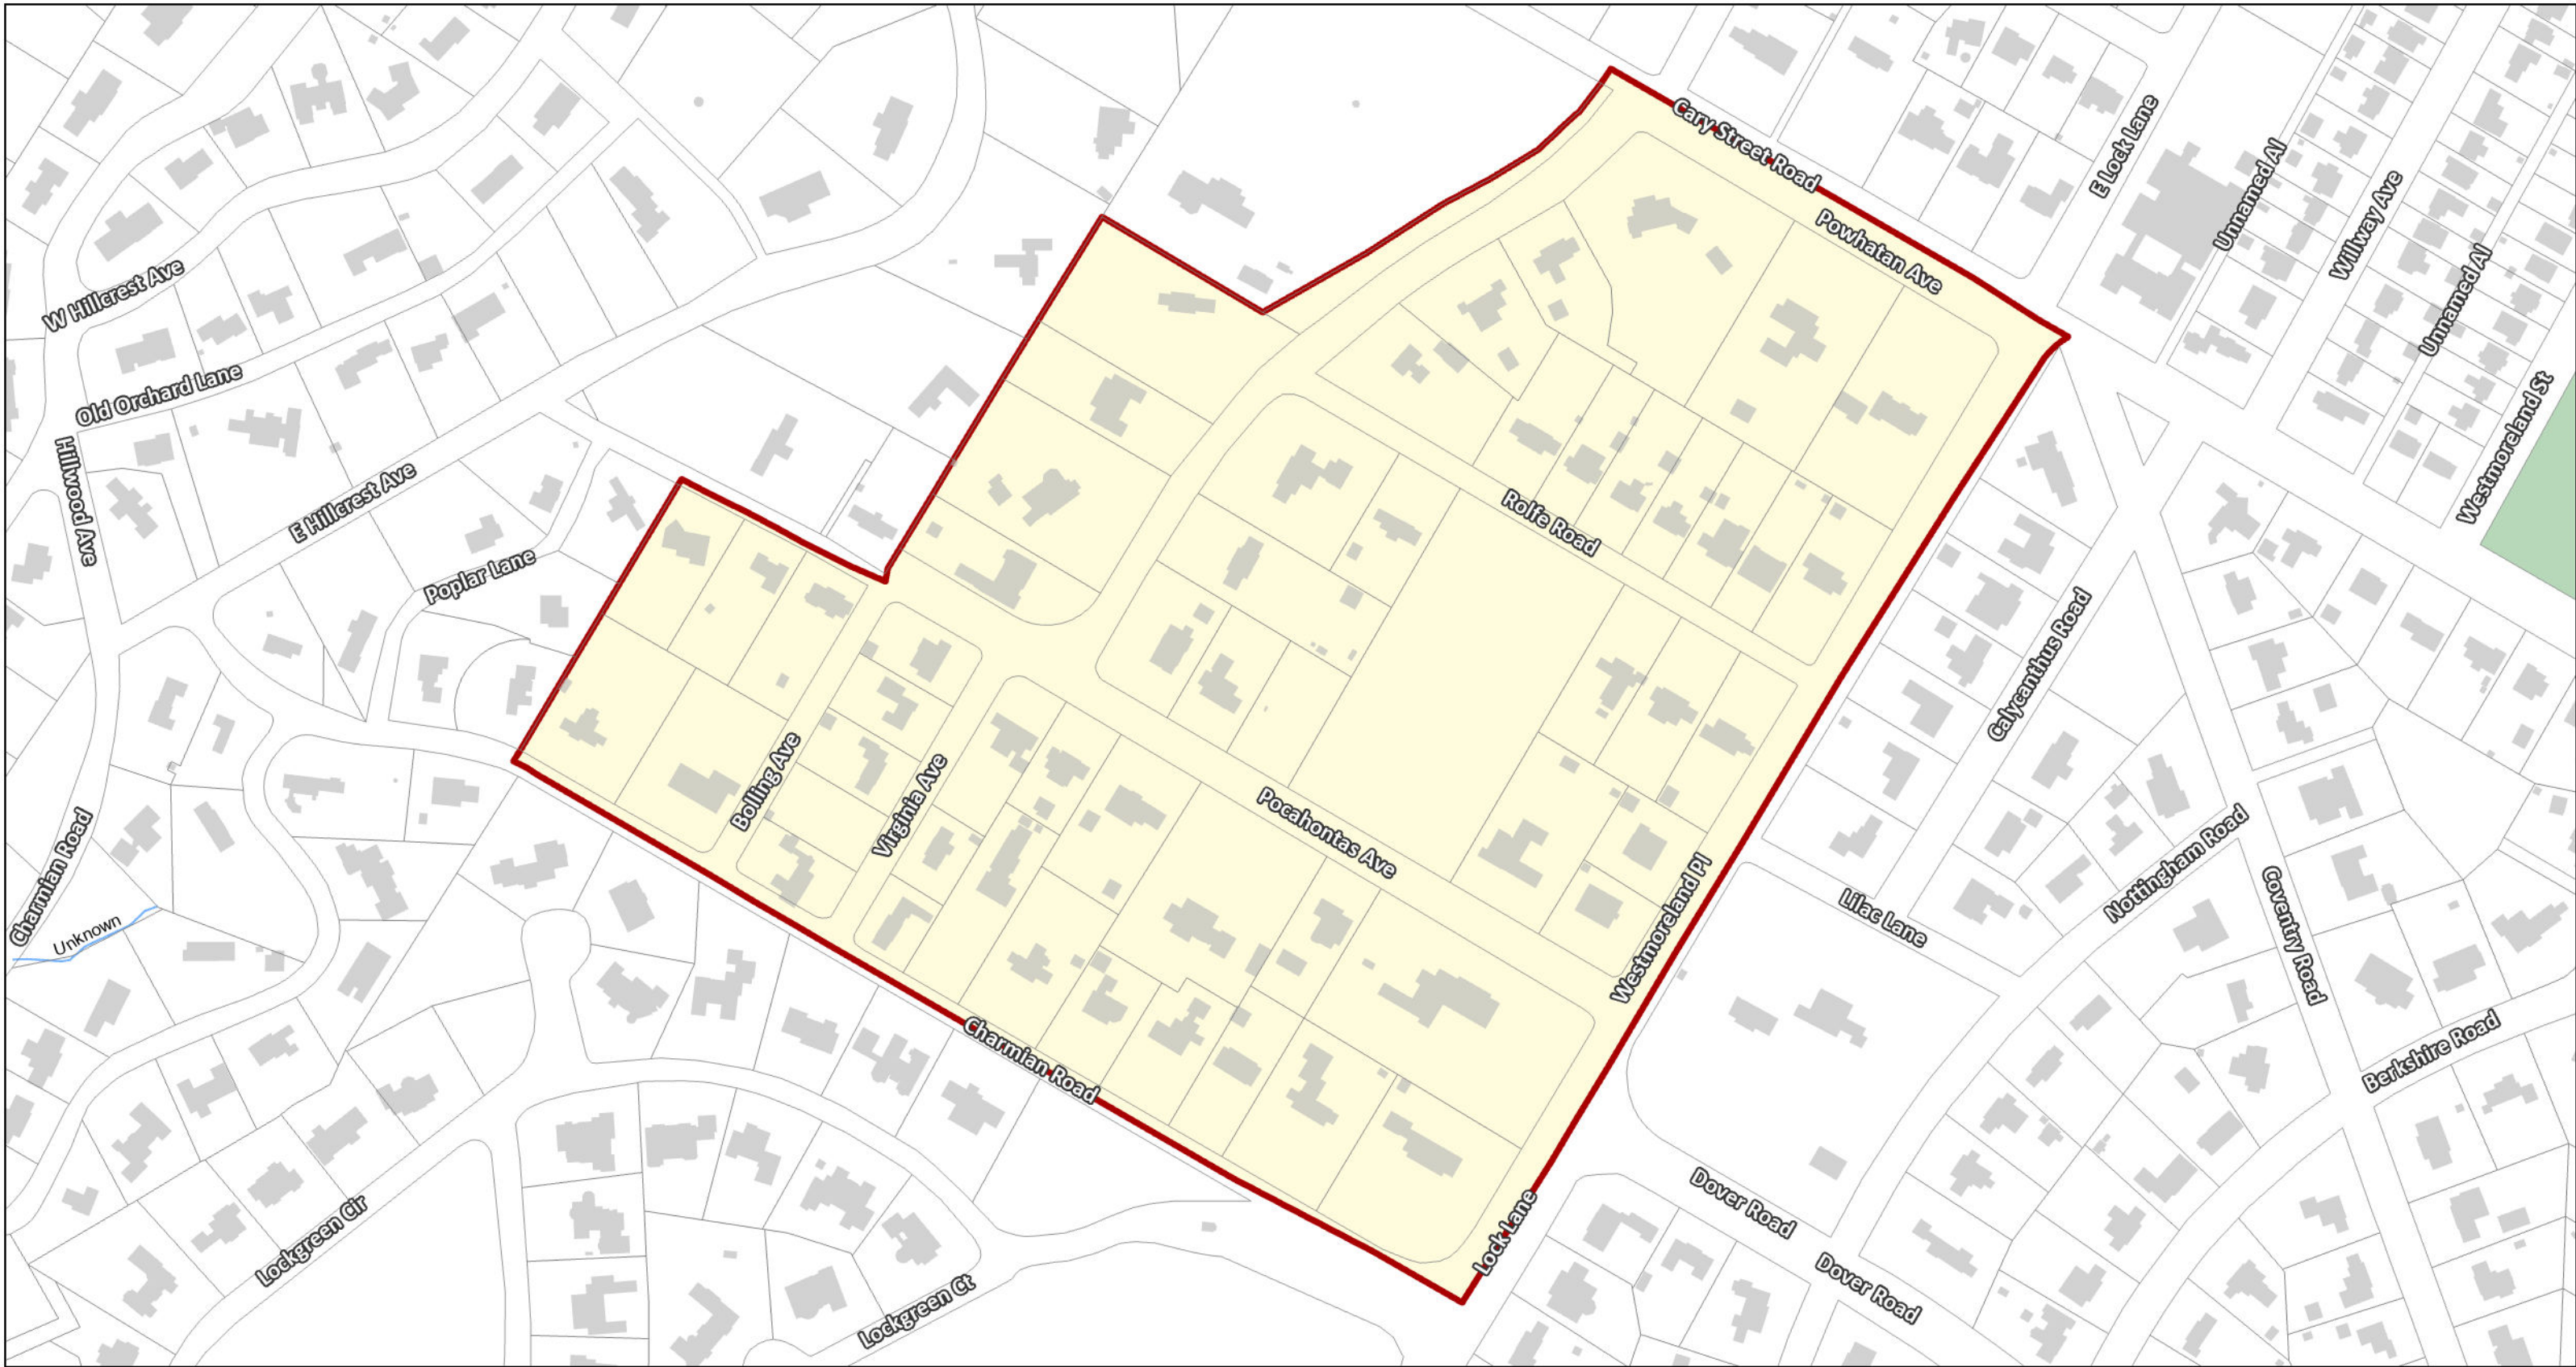 Cary Street Road
E Lock Lane
Unnamed Al
Willway Ave
Powhatan Ave
W Hillcrest Ave
Unnamed Al
Old Orchard Lane
Westmoreland St
Hillwood Ave
E Hillcrest Ave
Rolfe Road
Poplar Lane
Calycanthus Road
Bolling Ave
Virginia Ave
Pocahontas Ave
Charmian Road
Westmoreland Pl
Nottingham Road
Lilac Lane
Coventry Road
Unknown
Charmian Road
Berkshire Road
Lockgreen Cir
Lock Lane
Dover Road
Dover Road
Lockgreen Ct